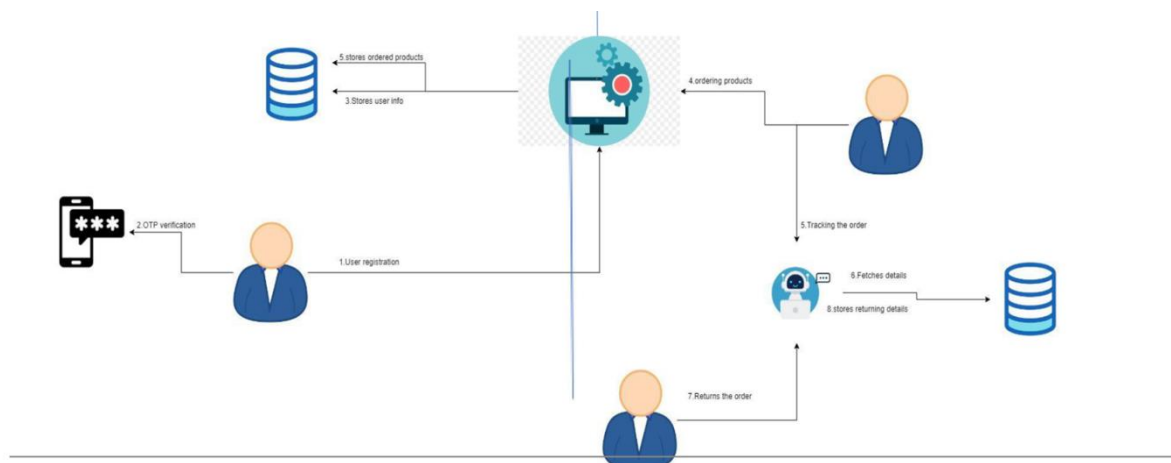 5.stores ordered products
4.ordering products
3.Stores user info
2.OTP verification
5.Tracking the order
1.User registration
6.Fetches details
8.stores returning details
7.Returns the order